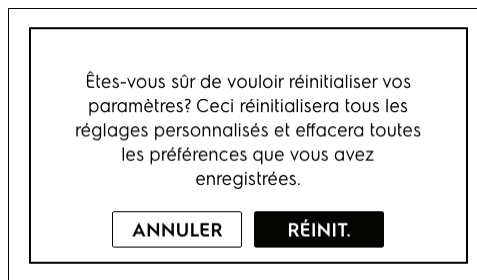 Êtes-vous sûr de vouloir réinitialiser vos
paramètres? Ceci réinitialisera tous les
réglages personnalisés et effacera toutes
les préférences que vous avez
enregistrées.
ANNULER
RÉINIT.